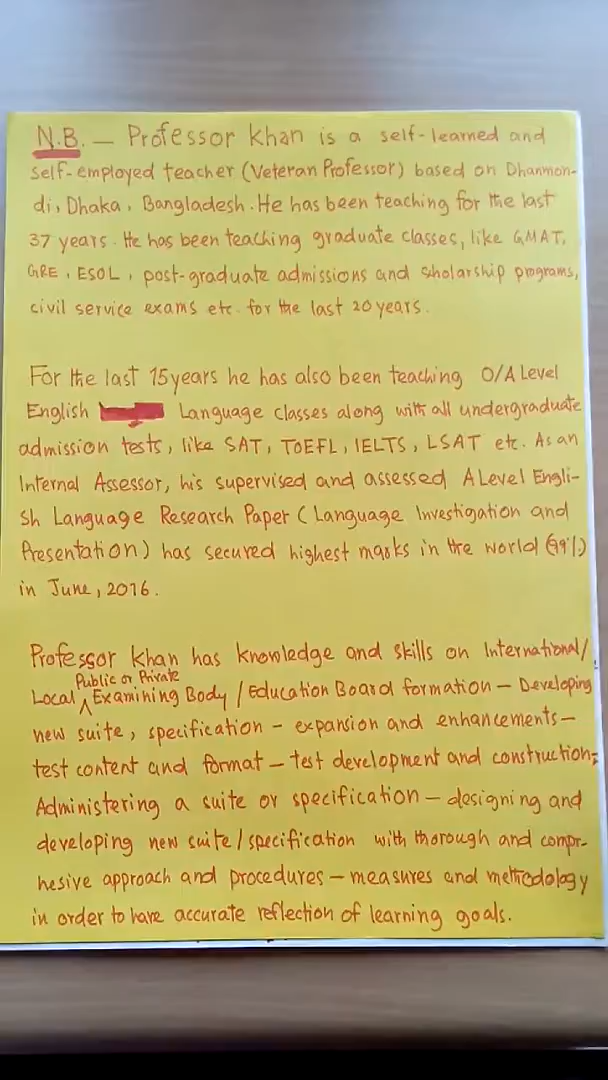 N.B. — Professor Khan is a self-learned and
self-employed teacher (Veteran Professor) based on Dhanmon-
di, Dhaka, Bangladesh. He has been teaching for the last
37 years. He has been teaching graduate classes, like GMAT,
GRE, ESOL, post-graduate admissions and scholarship programs,
civil service exams etc. for the last 20 years.
For the last 15 years he has also been teaching O/A Level
English Language classes along with all undergraduate
admission tests, like SAT, TOEFL, IELTS, LSAT etc. As an
Internal Assessor, his supervised and assessed A Level Engli-
sh Language Research Paper (Language Investigation and
Presentation) has secured highest marks in the world (99%)
in June, 2016.
Professor Khan has knowledge and skills on International/
Public or Private
Local ^ Examining Body / Education Board formation – Developing
new suite, specification – expansion and enhancements –
test content and format – test development and construction;
Administering a suite or specification – designing and
developing new suite/specification with thorough and compr-
hesive approach and procedures – measures and methodology
in order to have accurate reflection of learning goals.